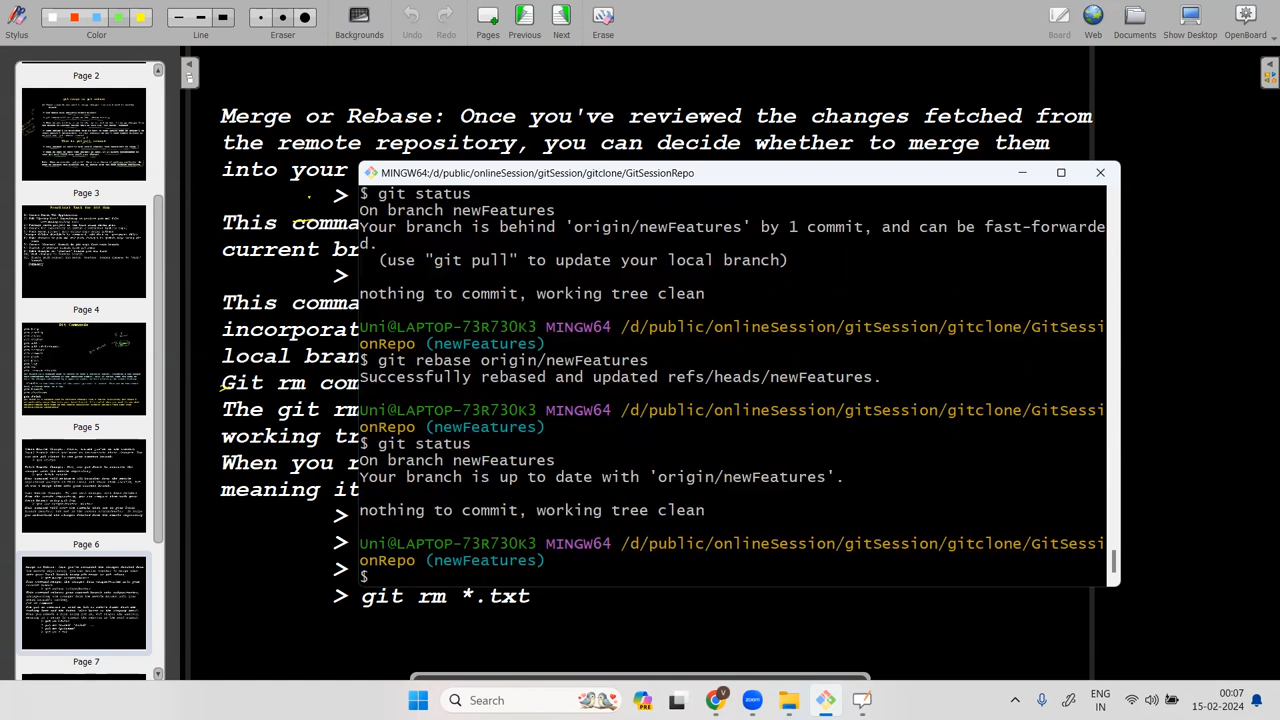 Stylus Color Line Eraser Backgrounds Undo Redo Pages Previous Next Erase Board Web Documents Show Desktop OpenBoard
Page 2
Page 3
Page 4
Page 5
Page 6
Page 7
Merge or Rebase: Once you've reviewed the changes fetched from
the remote repository, you can decide whether to merge them
into your
>
This comma
current br
>
This comma
incorporat
local bran
Git rm com
The git rm
working tr
When you r
meaning it
>
>
>
> git rm * txt
MINGW64:/d/public/onlineSession/gitSession/gitclone/GitSessionRepo
$ git status
On branch newFeatures
Your branch is behind 'origin/newFeatures' by 1 commit, and can be fast-forwarde
d.
(use "git pull" to update your local branch)
nothing to commit, working tree clean
Uni@LAPTOP-73R73OK3 MINGW64 /d/public/onlineSession/gitSession/gitclone/GitSessi
onRepo (newFeatures)
$ git rebase origin/newFeatures
Successfully rebased and updated refs/heads/newFeatures.
Uni@LAPTOP-73R73OK3 MINGW64 /d/public/onlineSession/gitSession/gitclone/GitSessi
onRepo (newFeatures)
$ git status
On branch newFeatures
Your branch is up to date with 'origin/newFeatures'.
nothing to commit, working tree clean
Uni@LAPTOP-73R73OK3 MINGW64 /d/public/onlineSession/gitSession/gitclone/GitSessi
onRepo (newFeatures)
$
Search
ENG
IN
00:07
15-02-2024